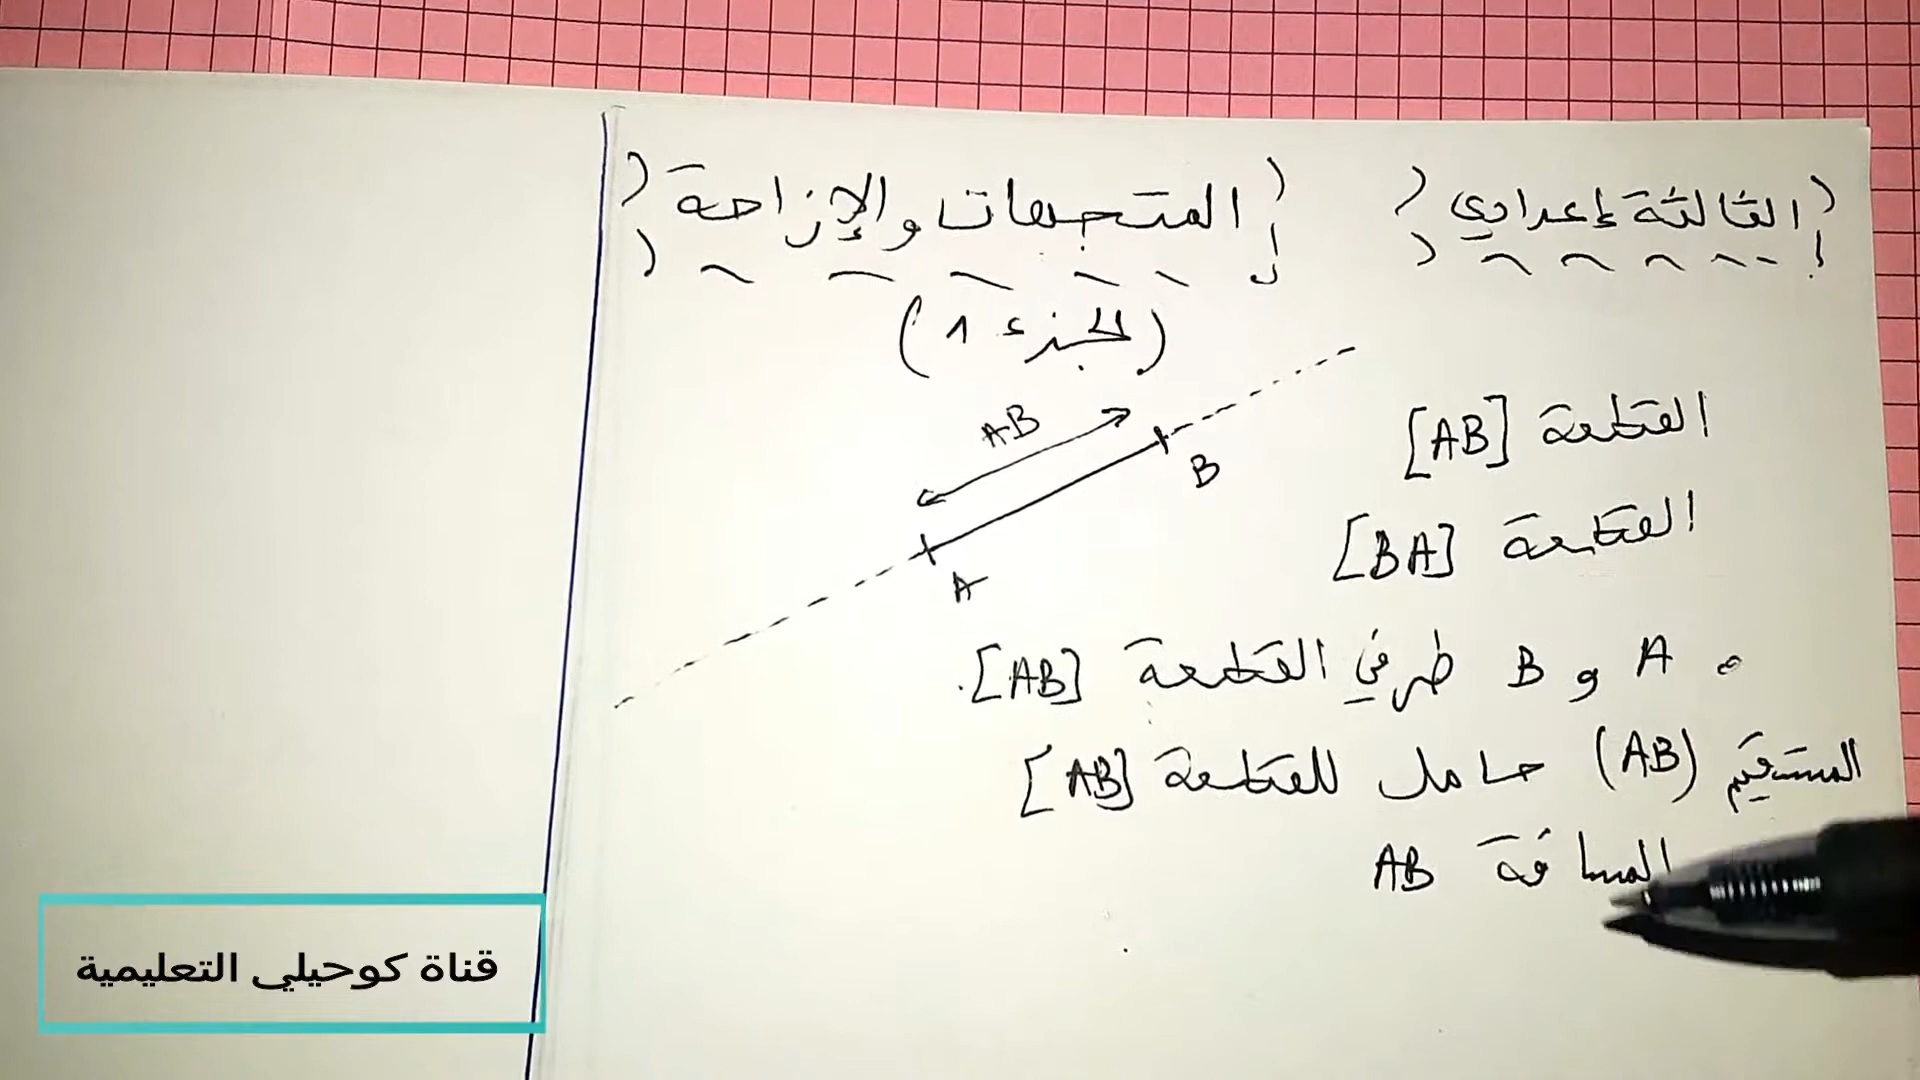 الثالثة إعدادي
المتجهات والإزاحة
(الجزء 1)
AB
B
A
القطعة [AB]
القطعة [BA]
A و B طرفي القطعة [AB].
المستقيم (AB) حامل للقطعة [AB]
المسافة AB
قناة كوحيلي التعليمية